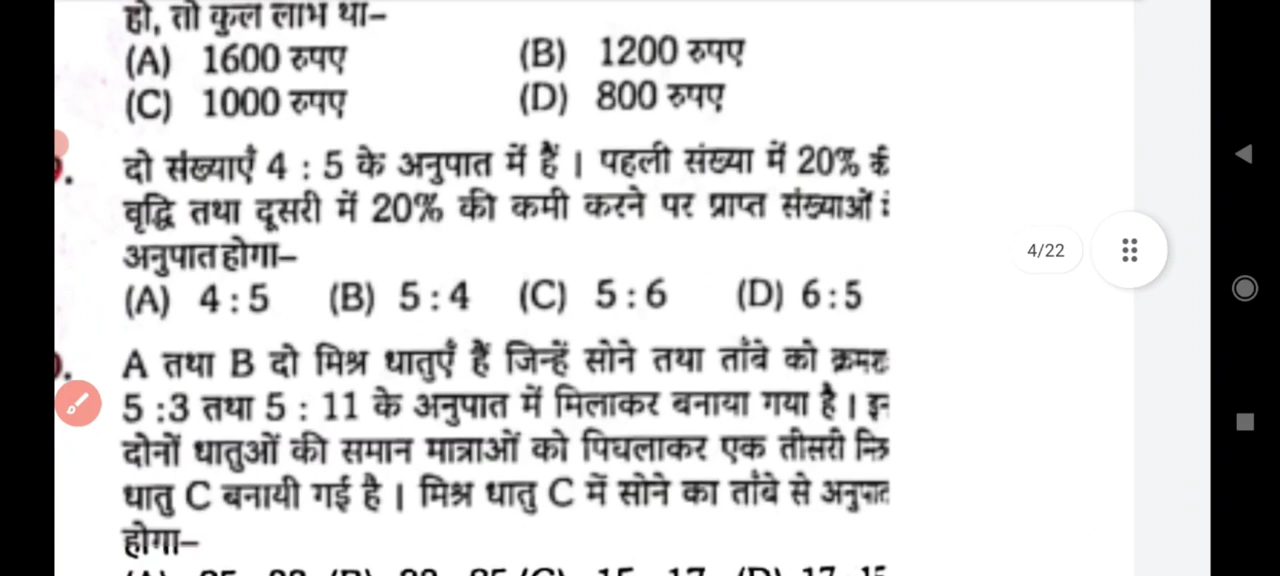 हो, तो कुल लाभ था–
(A) 1600 रुपए (B) 1200 रुपए
(C) 1000 रुपए (D) 800 रुपए
दो संख्याएँ 4 : 5 के अनुपात में हैं । पहली संख्या में 20%
वृद्धि तथा दूसरी में 20% की कमी करने पर प्राप्त संख्याओं
अनुपात होगा–
(A) 4 : 5 (B) 5 : 4 (C) 5 : 6 (D) 6 : 5
4/22
A तथा B दो मिश्र धातुएँ हैं जिन्हें सोने तथा ताँबे को
5 :3 तथा 5 : 11 के अनुपात में मिलाकर बनाया गया है ।
दोनों धातुओं की समान मात्राओं को पिघलाकर एक तीसरी
धातु C बनायी गई है । मिश्र धातु C में सोने का ताँबे से अनुपात
होगा–